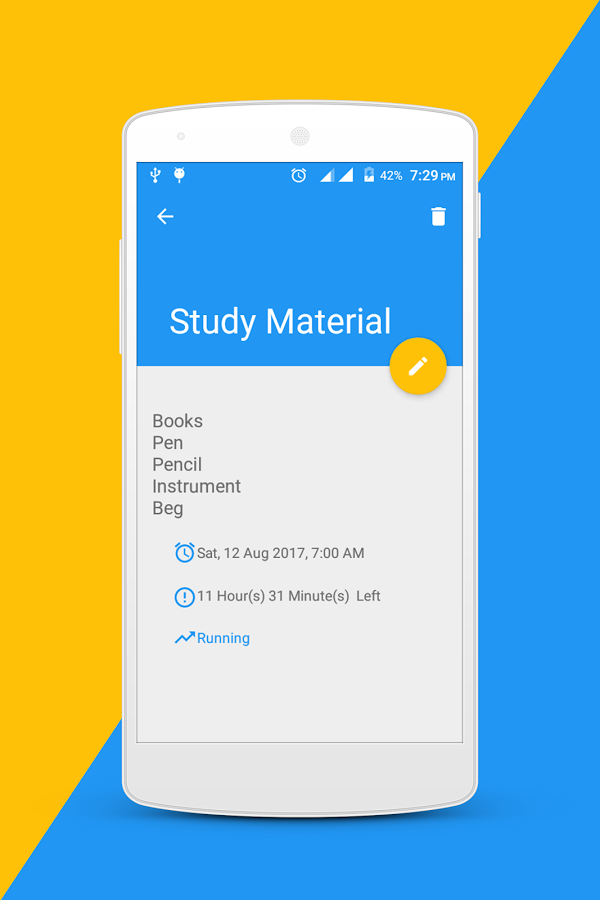 42% 7:29 PM
Study Material
Books
Pen
Pencil
Instrument
Beg
Sat, 12 Aug 2017, 7:00 AM
11 Hour(s) 31 Minute(s) Left
Running